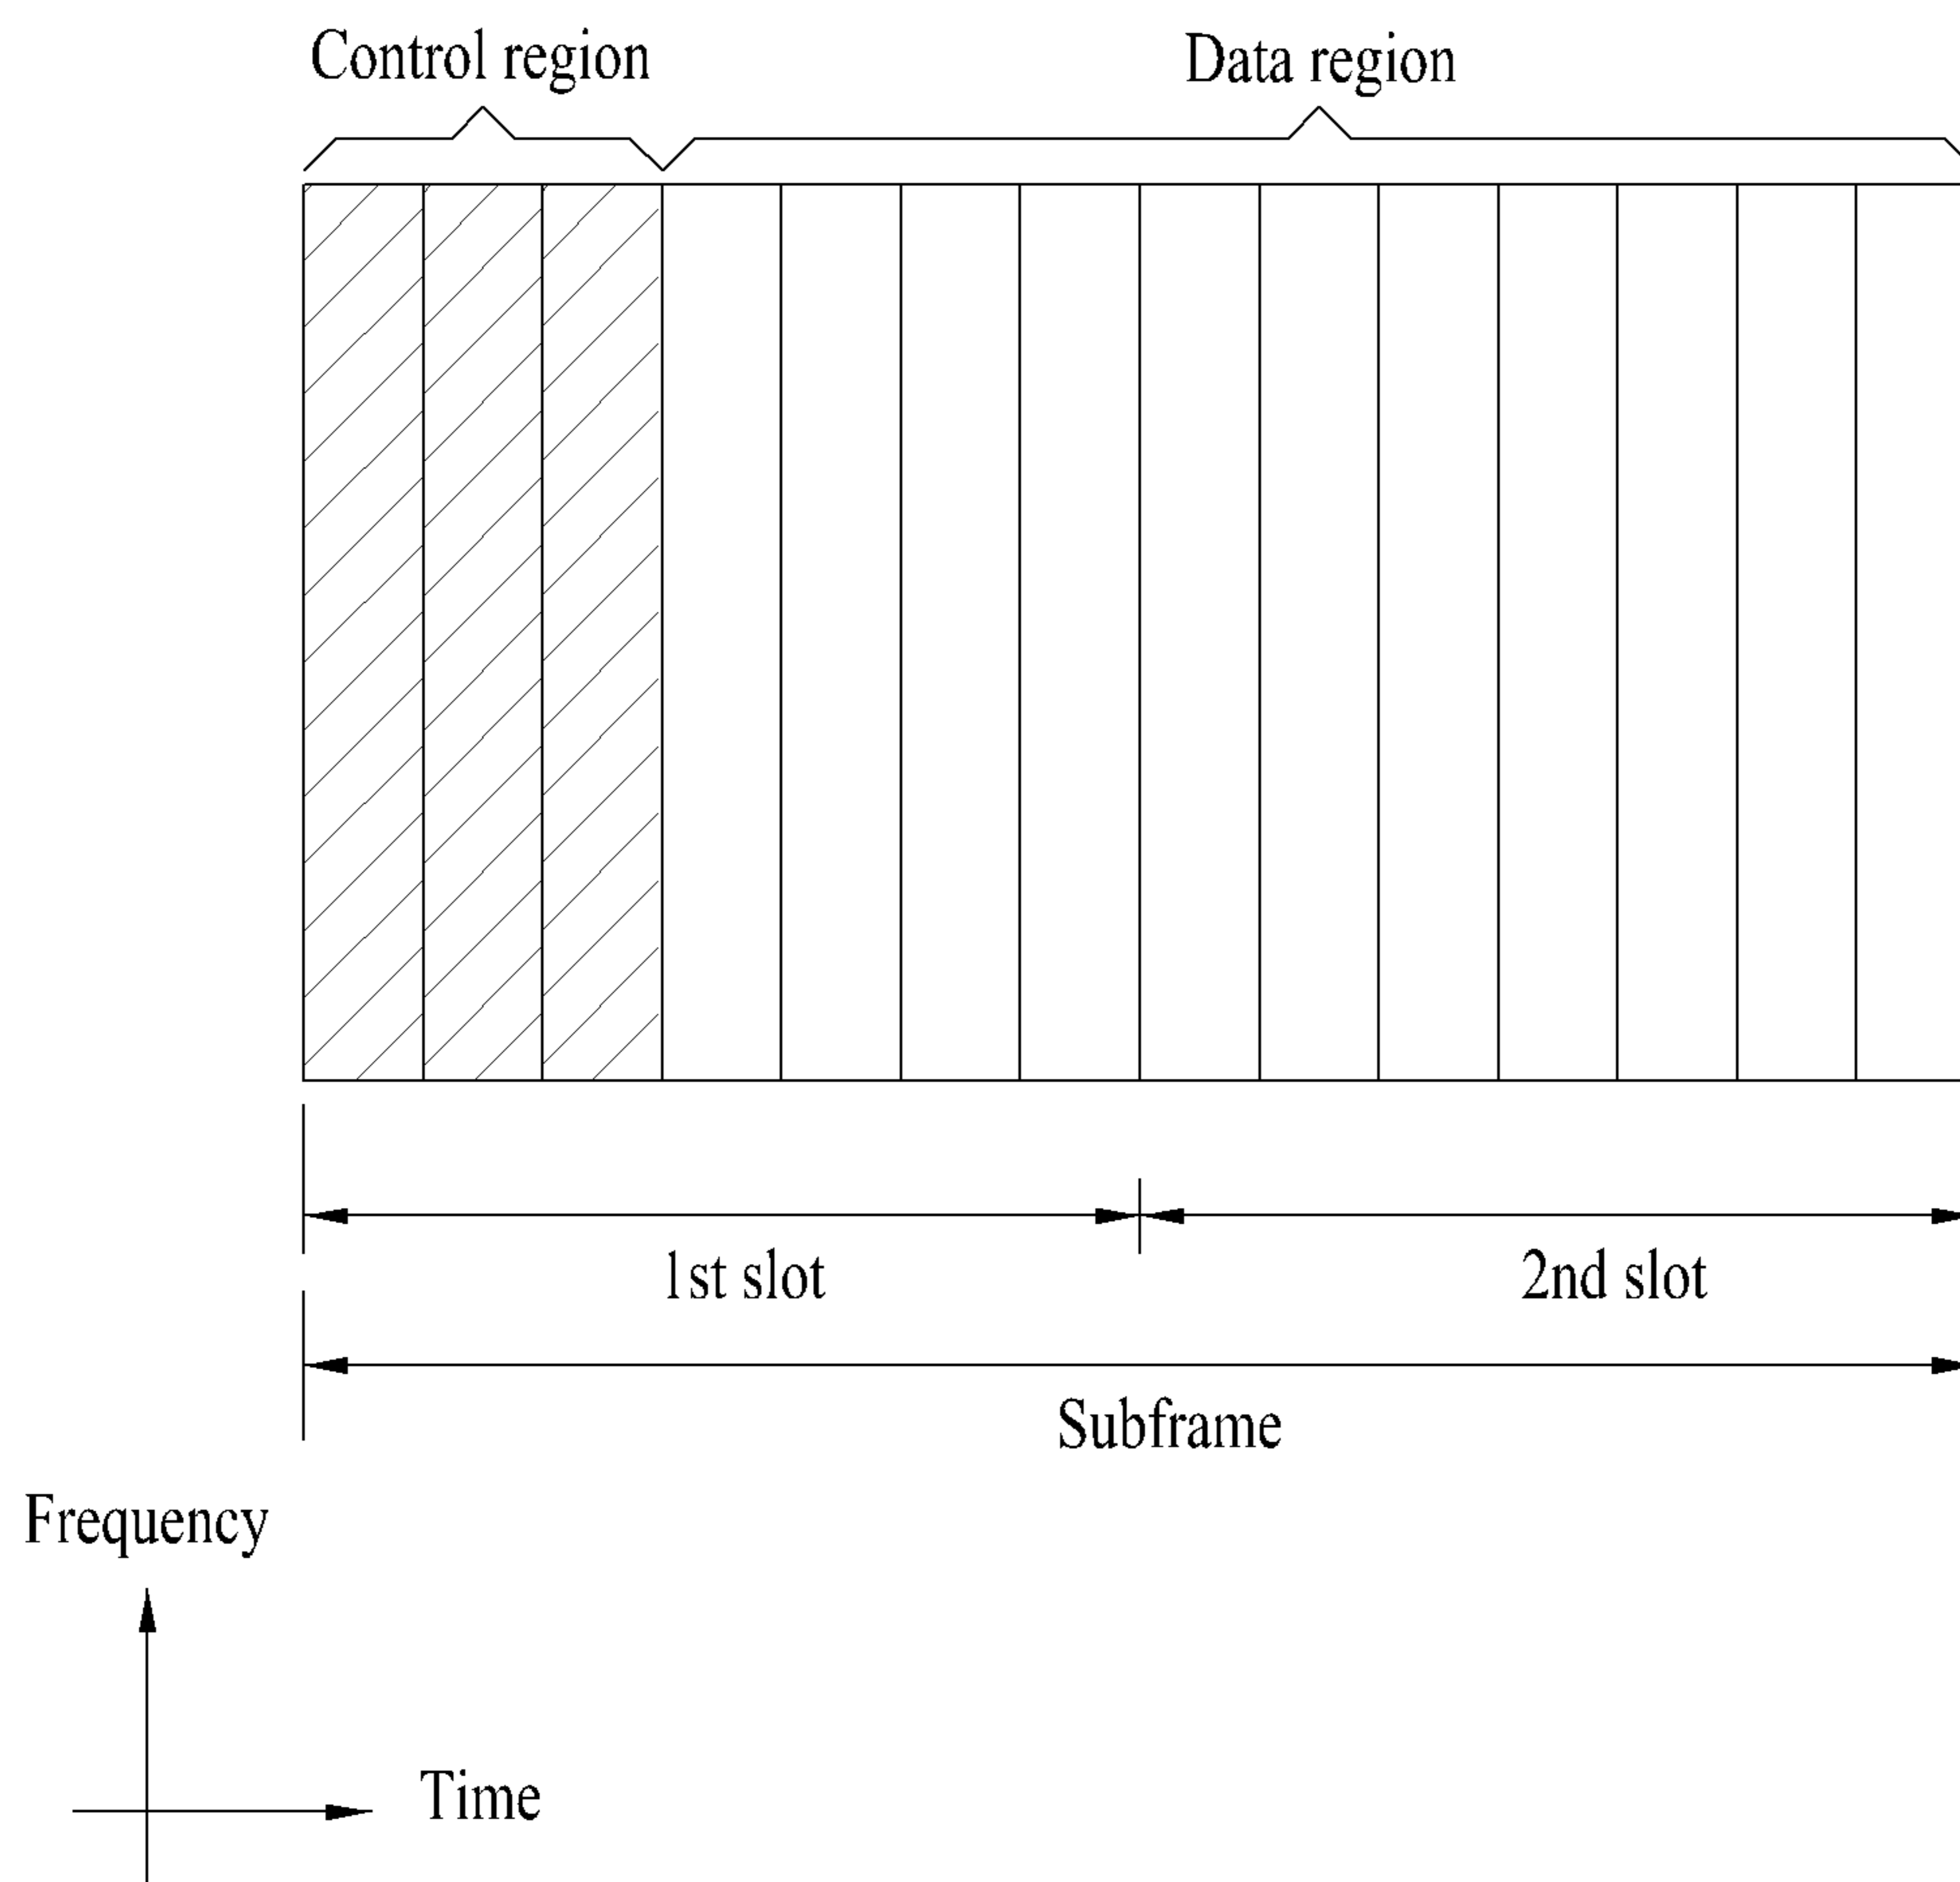 Control region
Data region
1st slot
2nd slot
Subframe
Frequency
Time